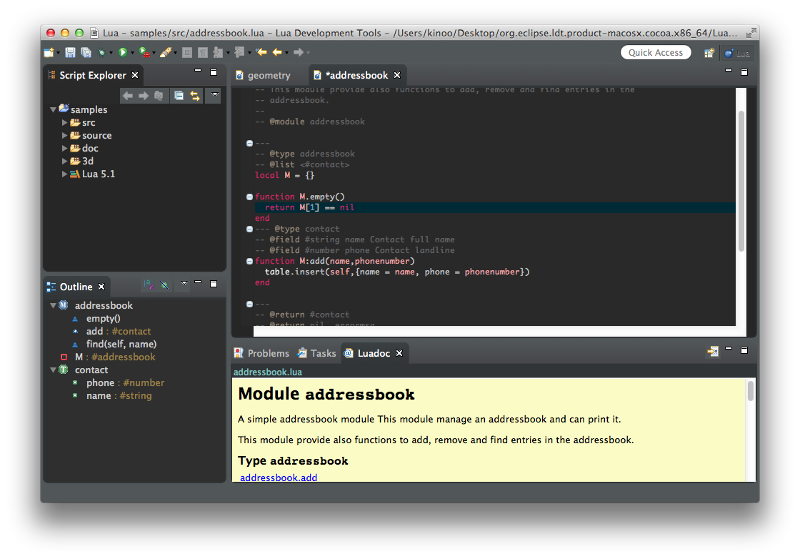 Lua – samples/src/addressbook.lua – Lua Development Tools – /Users/kinoo/Desktop/org.eclipse.ldt.product-macosx.cocoa.x86_64/Lua...
Quick Access
Lua
Script Explorer
samples
src
source
doc
3d
Lua 5.1
Outline
addressbook
empty()
add : #contact
find(self, name)
M : #addressbook
contact
phone : #number
name : #string
geometry
*addressbook
-- This module provide also functions to add, remove and find entries in the
-- addressbook.
--
-- @module addressbook
---
-- @type addressbook
-- @list <#contact>
local M = {}
function M.empty()
return M[1] == nil
end
--- @type contact
-- @field #string name Contact full name
-- @field #number phone Contact landline
function M:add(name,phonenumber)
table.insert(self,{name = name, phone = phonenumber})
end
---
-- @return #contact
-- @return nil,
Problems
Tasks
Luadoc
addressbook.lua
Module addressbook
A simple addressbook module This module manage an addressbook and can print it.
This module provide also functions to add, remove and find entries in the addressbook.
Type addressbook
addressbook.add